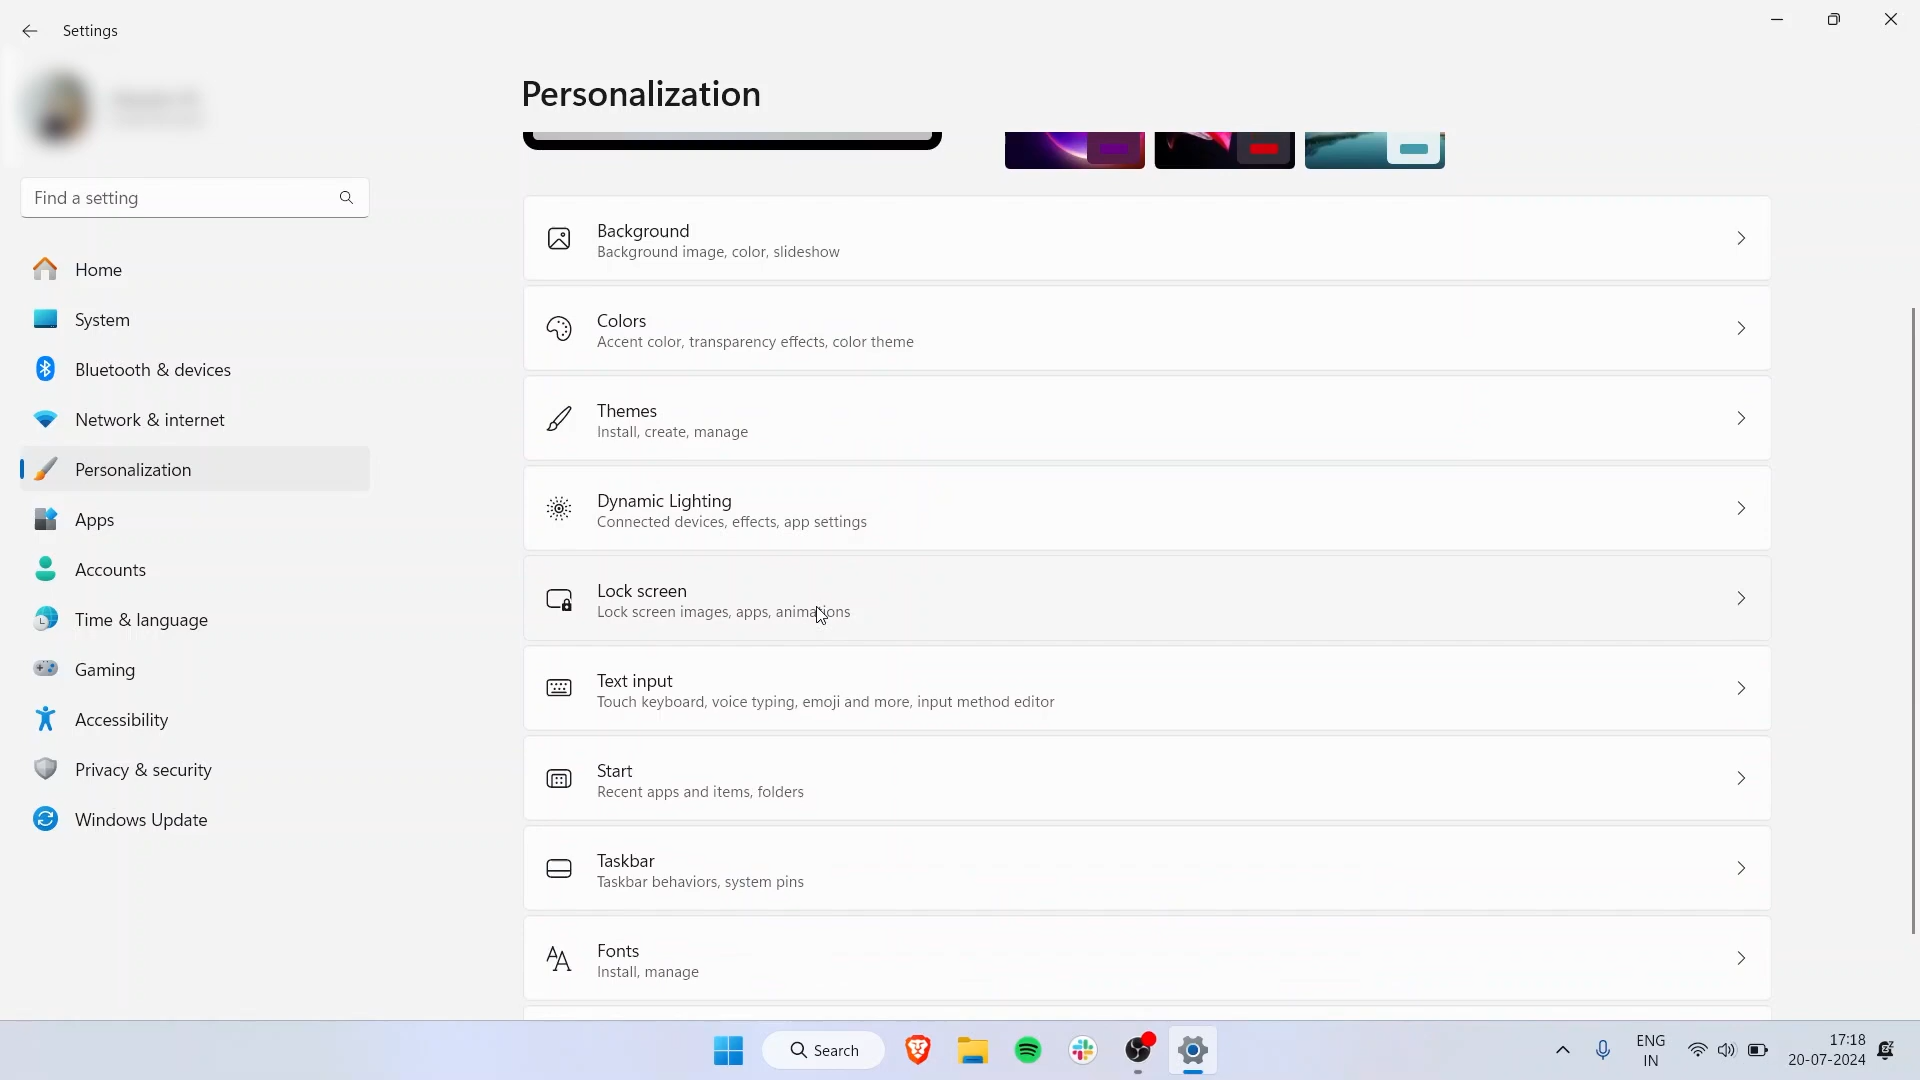 Settings
Find a setting
Home
System
Bluetooth & devices
Network & internet
Personalization
Apps
Accounts
Time & language
Gaming
Accessibility
Privacy & security
Windows Update
Personalization
Background
Background image, color, slideshow
Colors
Accent color, transparency effects, color theme
Themes
Install, create, manage
Dynamic Lighting
Connected devices, effects, app settings
Lock screen
Lock screen images, apps, animations
Text input
Touch keyboard, voice typing, emoji and more, input method editor
Start
Recent apps and items, folders
Taskbar
Taskbar behaviors, system pins
Fonts
Install, manage
Search
ENG
IN
17:18
20-07-2024